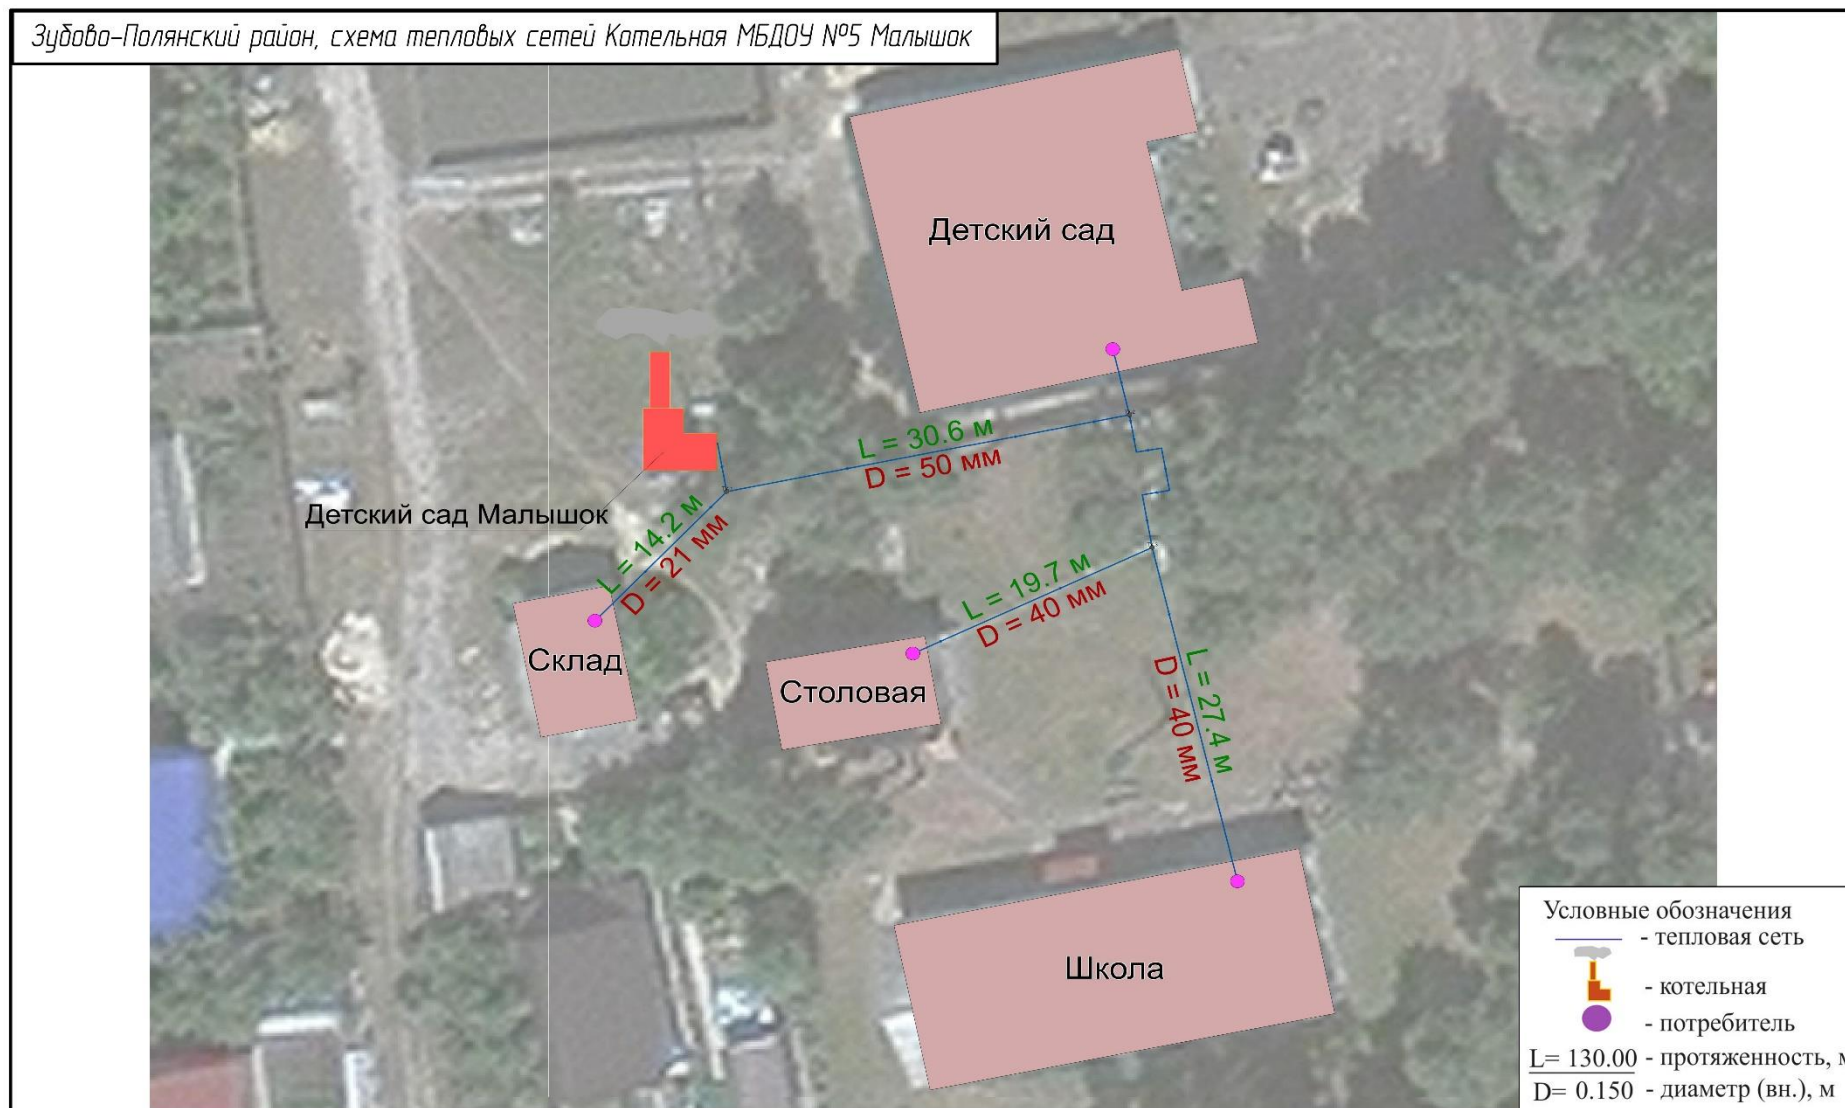 Зубово-Полянский район, схема тепловых сетей Котельная МБДОУ №5 Малышок
Детский сад
L = 30.6 м
D = 50 мм
Детский сад Малышок
L = 14.2 м
D = 21 мм
L = 19.7 м
D = 40 мм
Склад
Столовая
L = 27.4 м
D = 40 мм
Школа
Условные обозначения
- тепловая сеть
- котельная
- потребитель
L= 130.00 - протяженность, м
D= 0.150 - диаметр (вн.), м